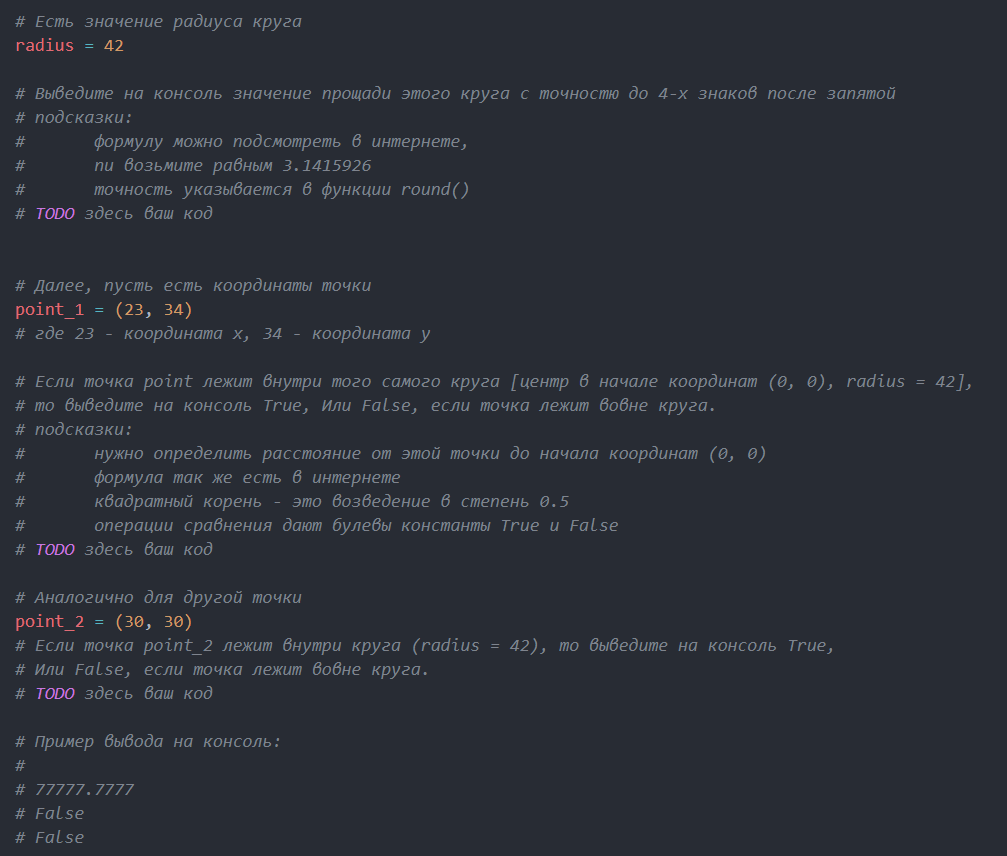 # Есть значение радиуса круга
radius = 42
# Выведите на консоль значение прощади этого круга с точностю до 4-х знаков после запятой
# подсказки:
#       формулу можно подсмотреть в интернете,
#       пи возьмите равным 3.1415926
#       точность указывается в функции round()
# TODO здесь ваш код
# Далее, пусть есть координаты точки
point_1 = (23, 34)
# где 23 - координата х, 34 - координата у
# Если точка point лежит внутри того самого круга [центр в начале координат (0, 0), radius = 42],
# то выведите на консоль True, Или False, если точка лежит вовне круга.
# подсказки:
#       нужно определить расстояние от этой точки до начала координат (0, 0)
#       формула так же есть в интернете
#       квадратный корень - это возведение в степень 0.5
#       операции сравнения дают булевы константы True и False
# TODO здесь ваш код
# Аналогично для другой точки
point_2 = (30, 30)
# Если точка point_2 лежит внутри круга (radius = 42), то выведите на консоль True,
# Или False, если точка лежит вовне круга.
# TODO здесь ваш код
# Пример вывода на консоль:
#
# 77777.7777
# False
# False